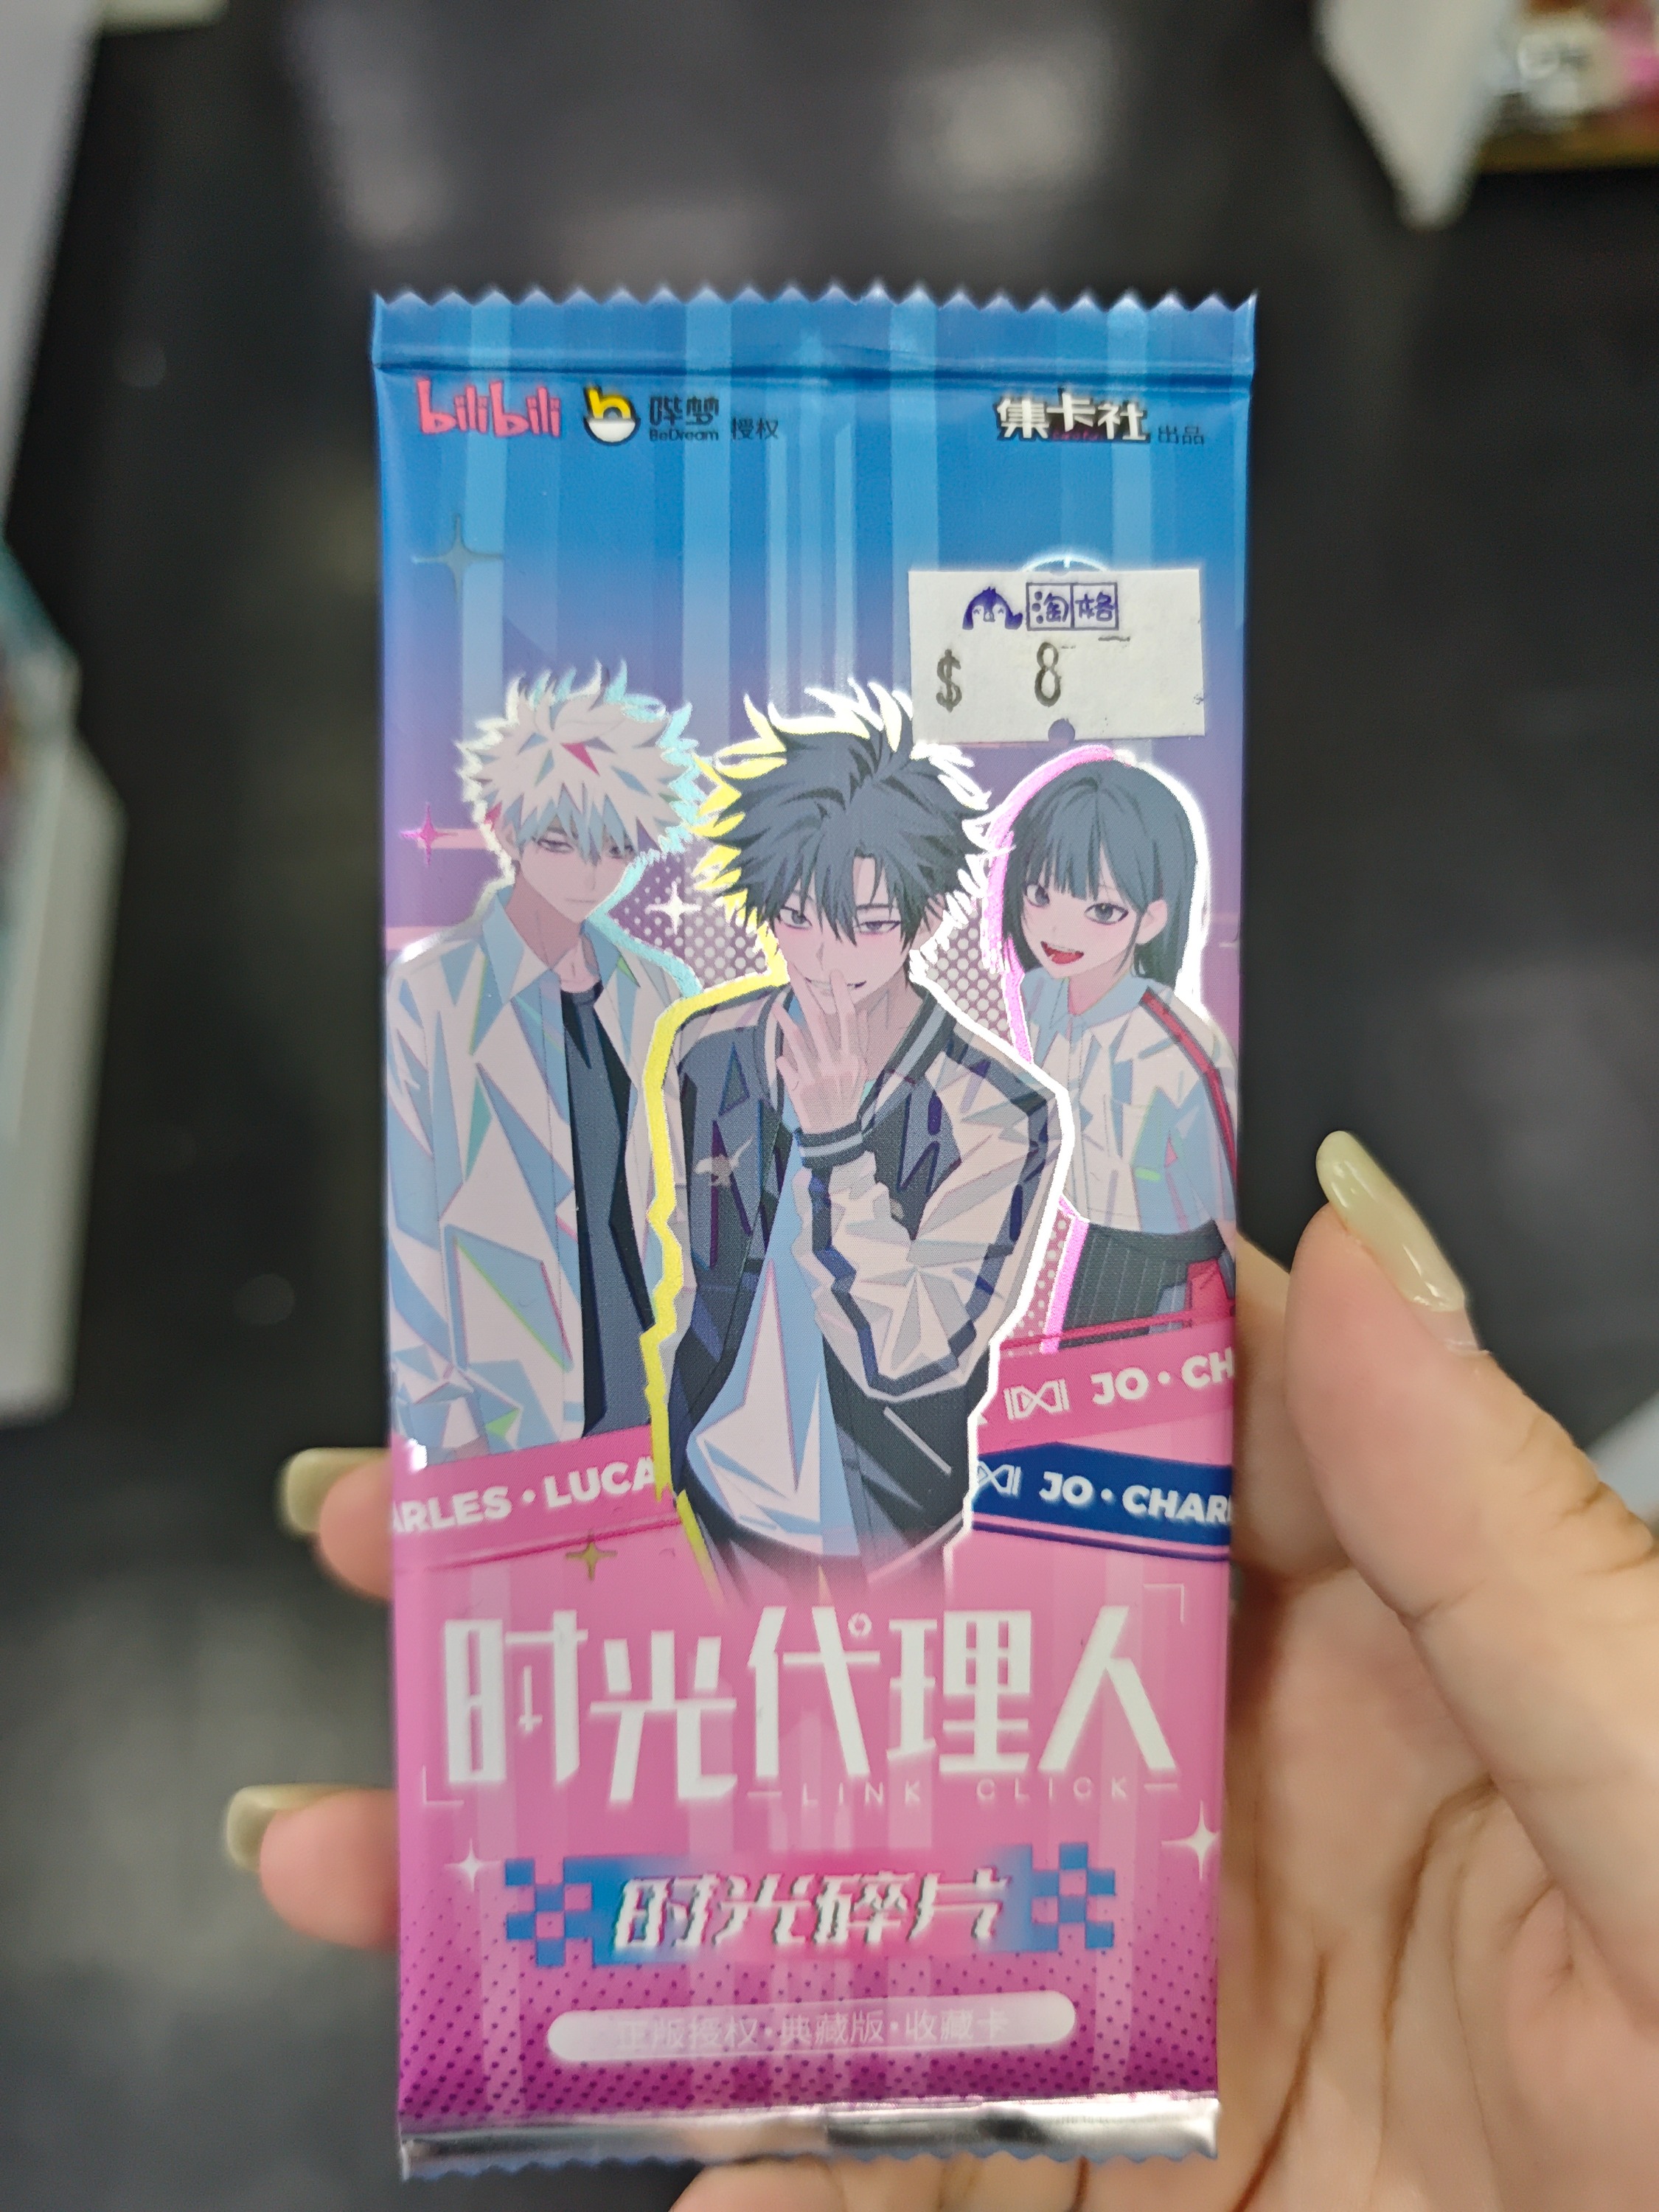 bilibili 哔梦 BeDream 授权
集卡社 出品
淘格
$ 8
JO · CH
ARLES · LUCA
JO · CHAR
时光代理人
LINK CLICK
时光碎片
正版授权·典藏版·收藏卡